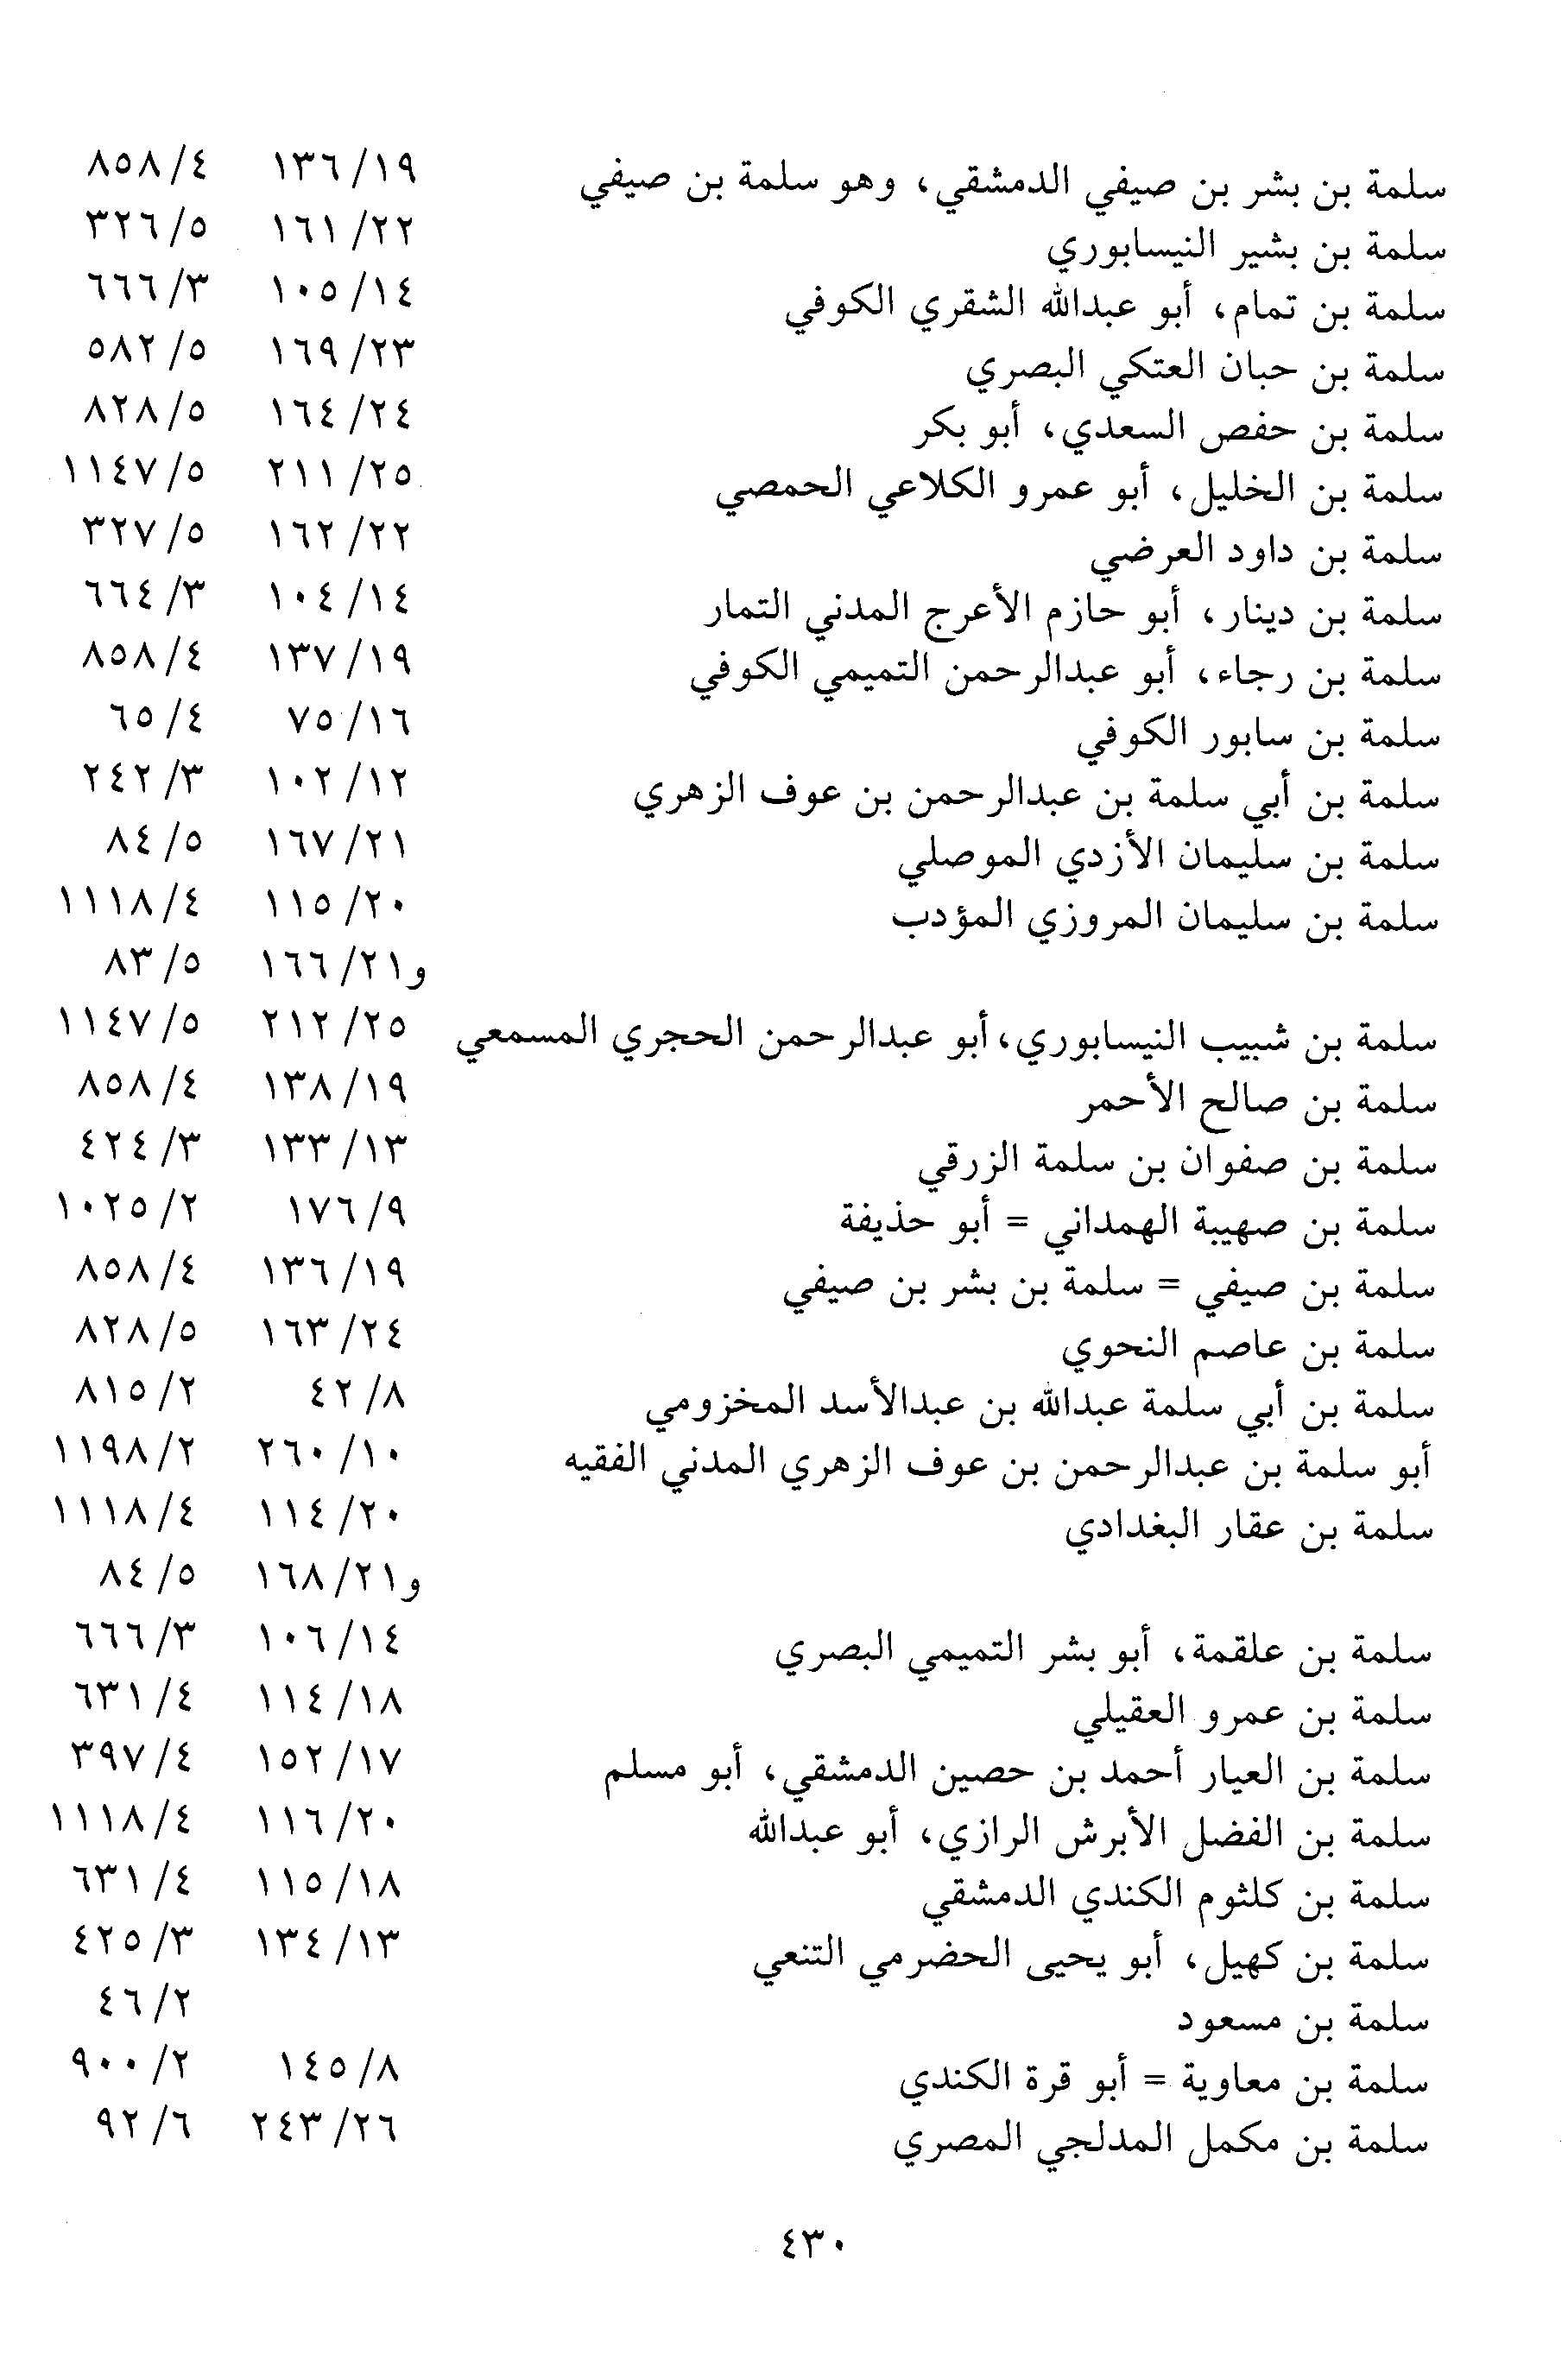 سلمة بن بشر بن صيفي الدمشقي، وهو سلمة بن صيفي ١٩/ ١٣٦ ٤/ ٨٥٨
سلمة بن بشير النيسابوري ٢٢/ ١٦١ ٥/ ٣٢٦
سلمة بن تمام، أبو عبدالله الشقري الكوفي ١٤/ ١٠٥ ٣/ ٦٦٦
سلمة بن حبان العتكي البصري ٢٣/ ١٦٩ ٥/ ٥٨٢
سلمة بن حفص السعدي، أبو بكر ٢٤/ ١٦٤ ٥/ ٨٢٨
سلمة بن الخليل، أبو عمرو الكلاعي الحمصي ٢٥/ ٢١١ ٥/ ١١٤٧
سلمة بن داود العرضي ٢٢/ ١٦٢ ٥/ ٣٢٧
سلمة بن دينار، أبو حازم الأعرج المدني التمار ١٤/ ١٠٤ ٣/ ٦٦٤
سلمة بن رجاء، أبو عبدالرحمن التميمي الكوفي ١٩/ ١٣٧ ٤/ ٨٥٨
سلمة بن سابور الكوفي ١٦/ ٧٥ ٤/ ٦٥
سلمة بن أبي سلمة بن عبدالرحمن بن عوف الزهري ١٢/ ١٠٢ ٣/ ٢٤٢
سلمة بن سليمان الأزدي الموصلي ٢١/ ١٦٧ ٥/ ٨٤
سلمة بن سليمان المروزي المؤدب ٢٠/ ١١٥ ٤/ ١١١٨
و٢١/ ١٦٦ ٥/ ٨٣
سلمة بن شبيب النيسابوري، أبو عبدالرحمن الحجري المسمعي ٢٥/ ٢١٢ ٥/ ١١٤٧
سلمة بن صالح الأحمر ١٩/ ١٣٨ ٤/ ٨٥٨
سلمة بن صفوان بن سلمة الزرقي ١٣/ ١٣٣ ٣/ ٤٢٤
سلمة بن صهيبة الهمداني = أبو حذيفة ٩/ ١٧٦ ٢/ ١٠٢٥
سلمة بن صيفي = سلمة بن بشر بن صيفي ١٩/ ١٣٦ ٤/ ٨٥٨
سلمة بن عاصم النحوي ٢٤/ ١٦٣ ٥/ ٨٢٨
سلمة بن أبي سلمة عبدالله بن عبدالأسد المخزومي ٨/ ٤٢ ٢/ ٨١٥
أبو سلمة بن عبدالرحمن بن عوف الزهري المدني الفقيه ١٠/ ٢٦٠ ٢/ ١١٩٨
سلمة بن عقار البغدادي ٢٠/ ١١٤ ٤/ ١١١٨
و٢١/ ١٦٨ ٥/ ٨٤
سلمة بن علقمة، أبو بشر التميمي البصري ١٤/ ١٠٦ ٣/ ٦٦٦
سلمة بن عمرو العقيلي ١٨/ ١١٤ ٤/ ٦٣١
سلمة بن العيار أحمد بن حصين الدمشقي، أبو مسلم ١٧/ ١٥٢ ٤/ ٣٩٧
سلمة بن الفضل الأبرش الرازي، أبو عبدالله ٢٠/ ١١٦ ٤/ ١١١٨
سلمة بن كلثوم الكندي الدمشقي ١٨/ ١١٥ ٤/ ٦٣١
سلمة بن كهيل، أبو يحيى الحضرمي التنعي ١٣/ ١٣٤ ٣/ ٤٢٥
سلمة بن مسعود ٢/ ٤٦
سلمة بن معاوية = أبو قرة الكندي ٨/ ١٤٥ ٢/ ٩٠٠
سلمة بن مكمل المدلجي المصري ٢٦/ ٢٤٣ ٦/ ٩٢
٤٣٠